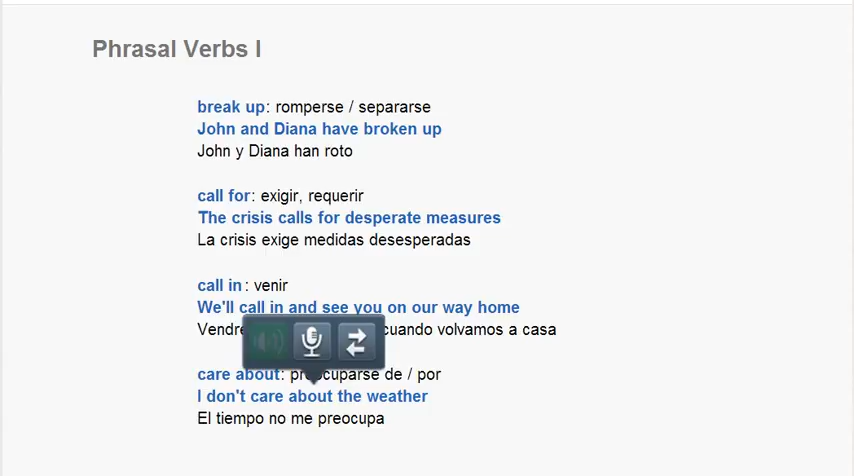 Phrasal Verbs I
break up: romperse / separarse
John and Diana have broken up
John y Diana han roto
call for: exigir, requerir
The crisis calls for desperate measures
La crisis exige medidas desesperadas
call in: venir
We'll call in and see you on our way home
cuando volvamos a casa
care about: preocuparse de / por
I don't care about the weather
El tiempo no me preocupa